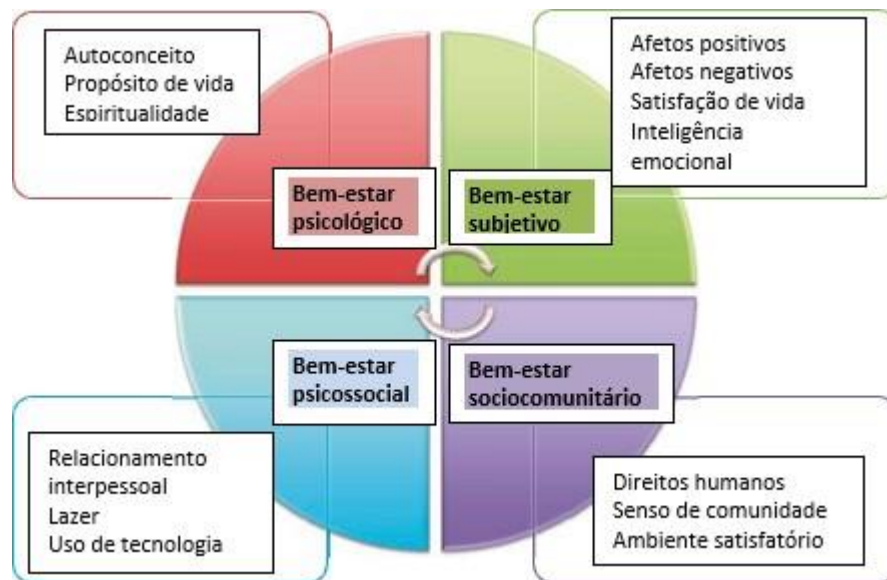 Autoconceito
Propósito de vida
Espiritualidade
Afetos positivos
Afetos negativos
Satisfação de vida
Inteligência
emocional
Bem-estar
psicológico
Bem-estar
subjetivo
Bem-estar
psicossocial
Bem-estar
sociocomunitário
Relacionamento
interpessoal
Lazer
Uso de tecnologia
Direitos humanos
Senso de comunidade
Ambiente satisfatório